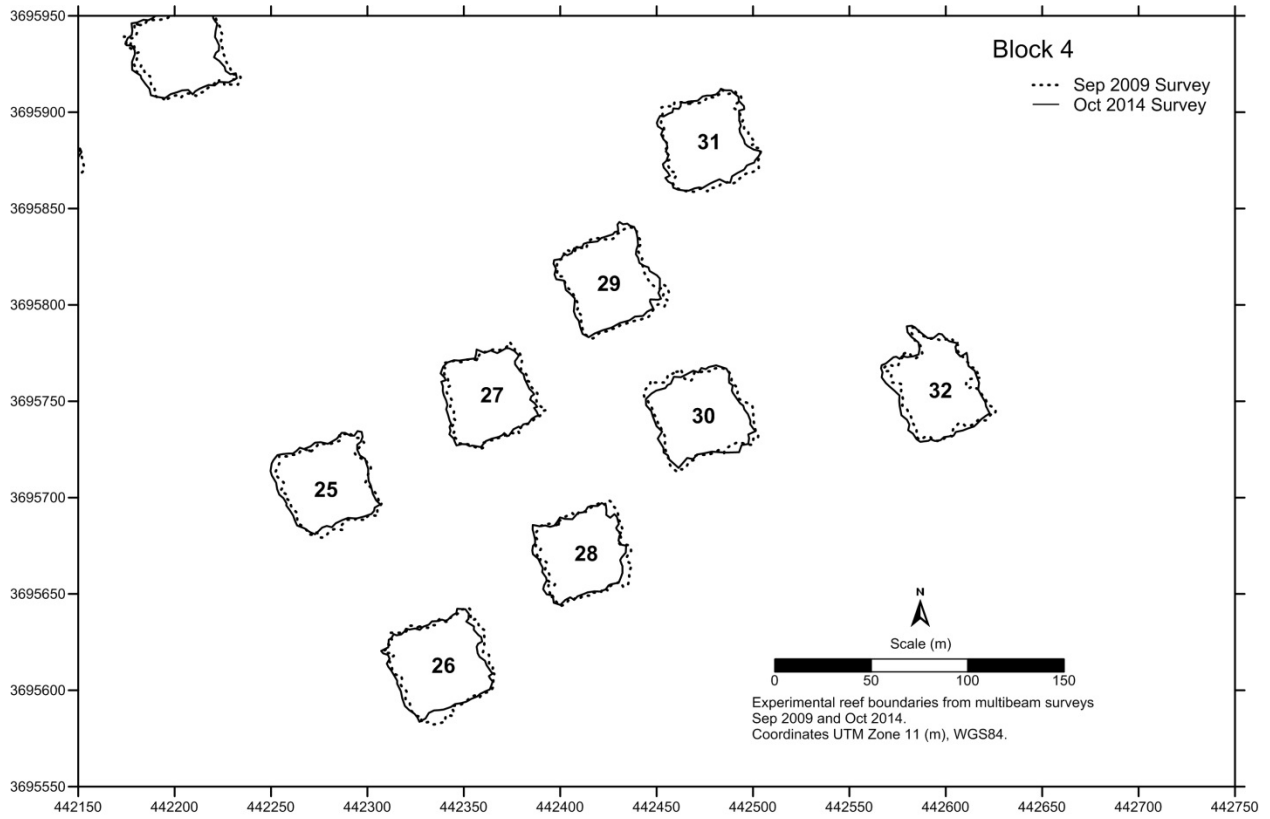 3695950
Block 4
Sep 2009 Survey
Oct 2014 Survey
3695900
31
3695850
29
3695800
27
32
3695750
30
25
3695700
28
3695650
N
Scale (m)
26
3695600
0 50 100 150
Experimental reef boundaries from multibeam surveys
Sep 2009 and Oct 2014.
Coordinates UTM Zone 11 (m), WGS84.
3695550
442150 442200 442250 442300 442350 442400 442450 442500 442550 442600 442650 442700 442750